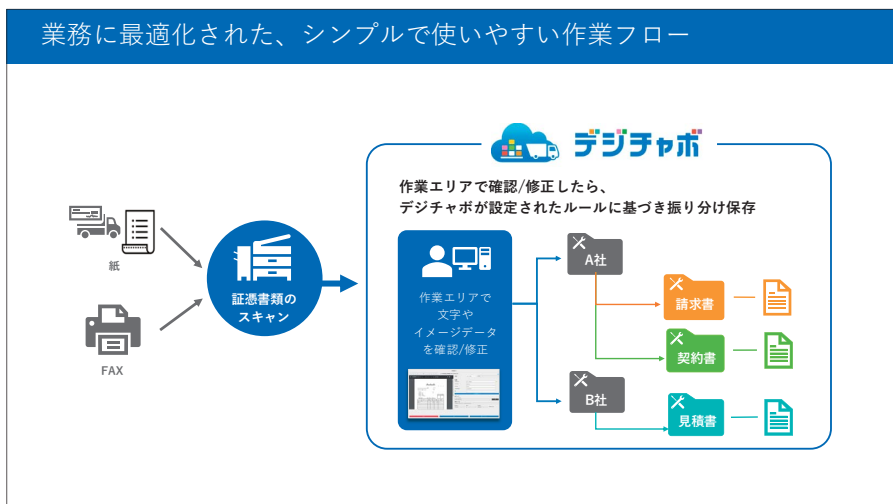 業務に最適化された、シンプルで使いやすい作業フロー
デジチャボ
作業エリアで確認/修正したら、
デジチャボが設定されたルールに基づき振り分け保存
紙
FAX
証憑書類の
スキャン
作業エリアで
文字や
イメージデータ
を確認/修正
A社
請求書
契約書
B社
見積書